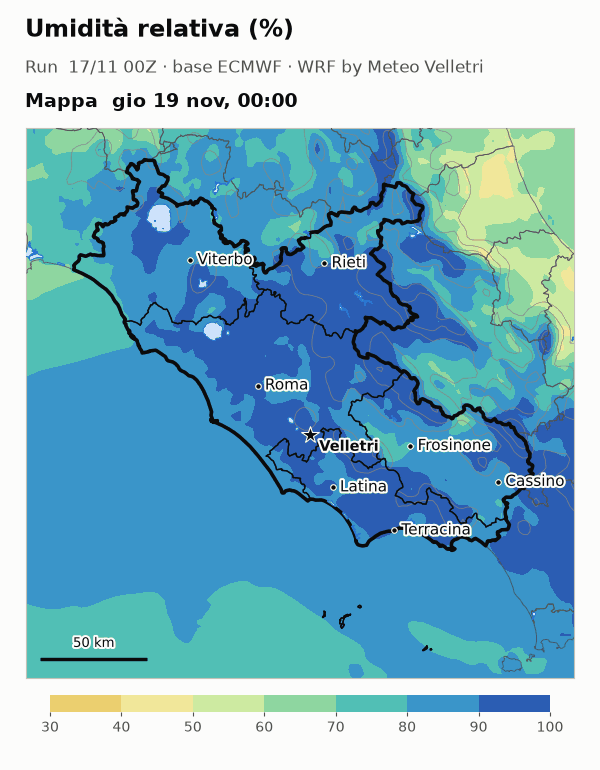 Umidità relativa (%)
Run  17/11 00Z · base ECMWF · WRF by Meteo Velletri
Mappa  gio 19 nov, 00:00
Viterbo
Rieti
Roma
Velletri
Frosinone
Cassino
Latina
Terracina
50 km
30 40 50 60 70 80 90 100